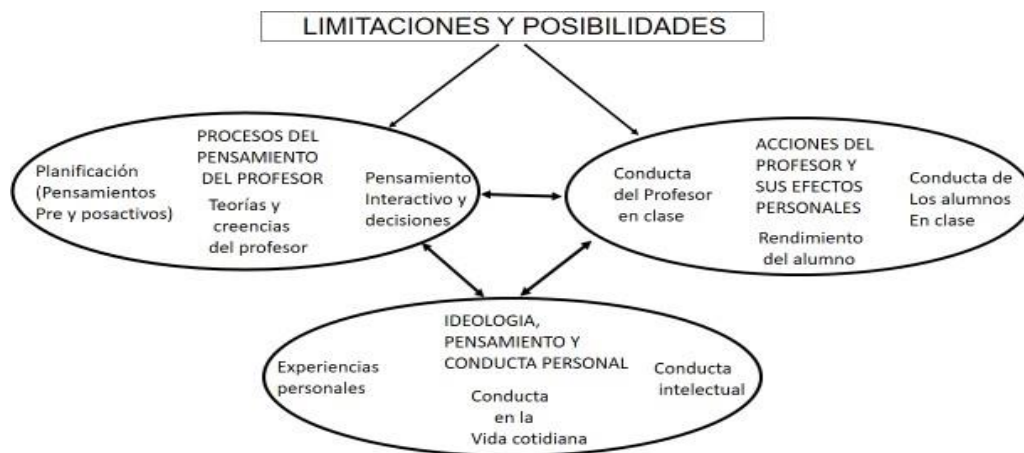 LIMITACIONES Y POSIBILIDADES
PROCESOS DEL
PENSAMIENTO
DEL PROFESOR
Planificación
(Pensamientos
Pre y posactivos)
Teorías y
creencias
del profesor
Pensamiento
Interactivo y
decisiones
ACCIONES DEL
PROFESOR Y
SUS EFECTOS
PERSONALES
Conducta
del Profesor
en clase
Rendimiento
del alumno
Conducta de
Los alumnos
En clase
IDEOLOGIA,
PENSAMIENTO Y
CONDUCTA PERSONAL
Experiencias
personales
Conducta
en la
Vida cotidiana
Conducta
intelectual